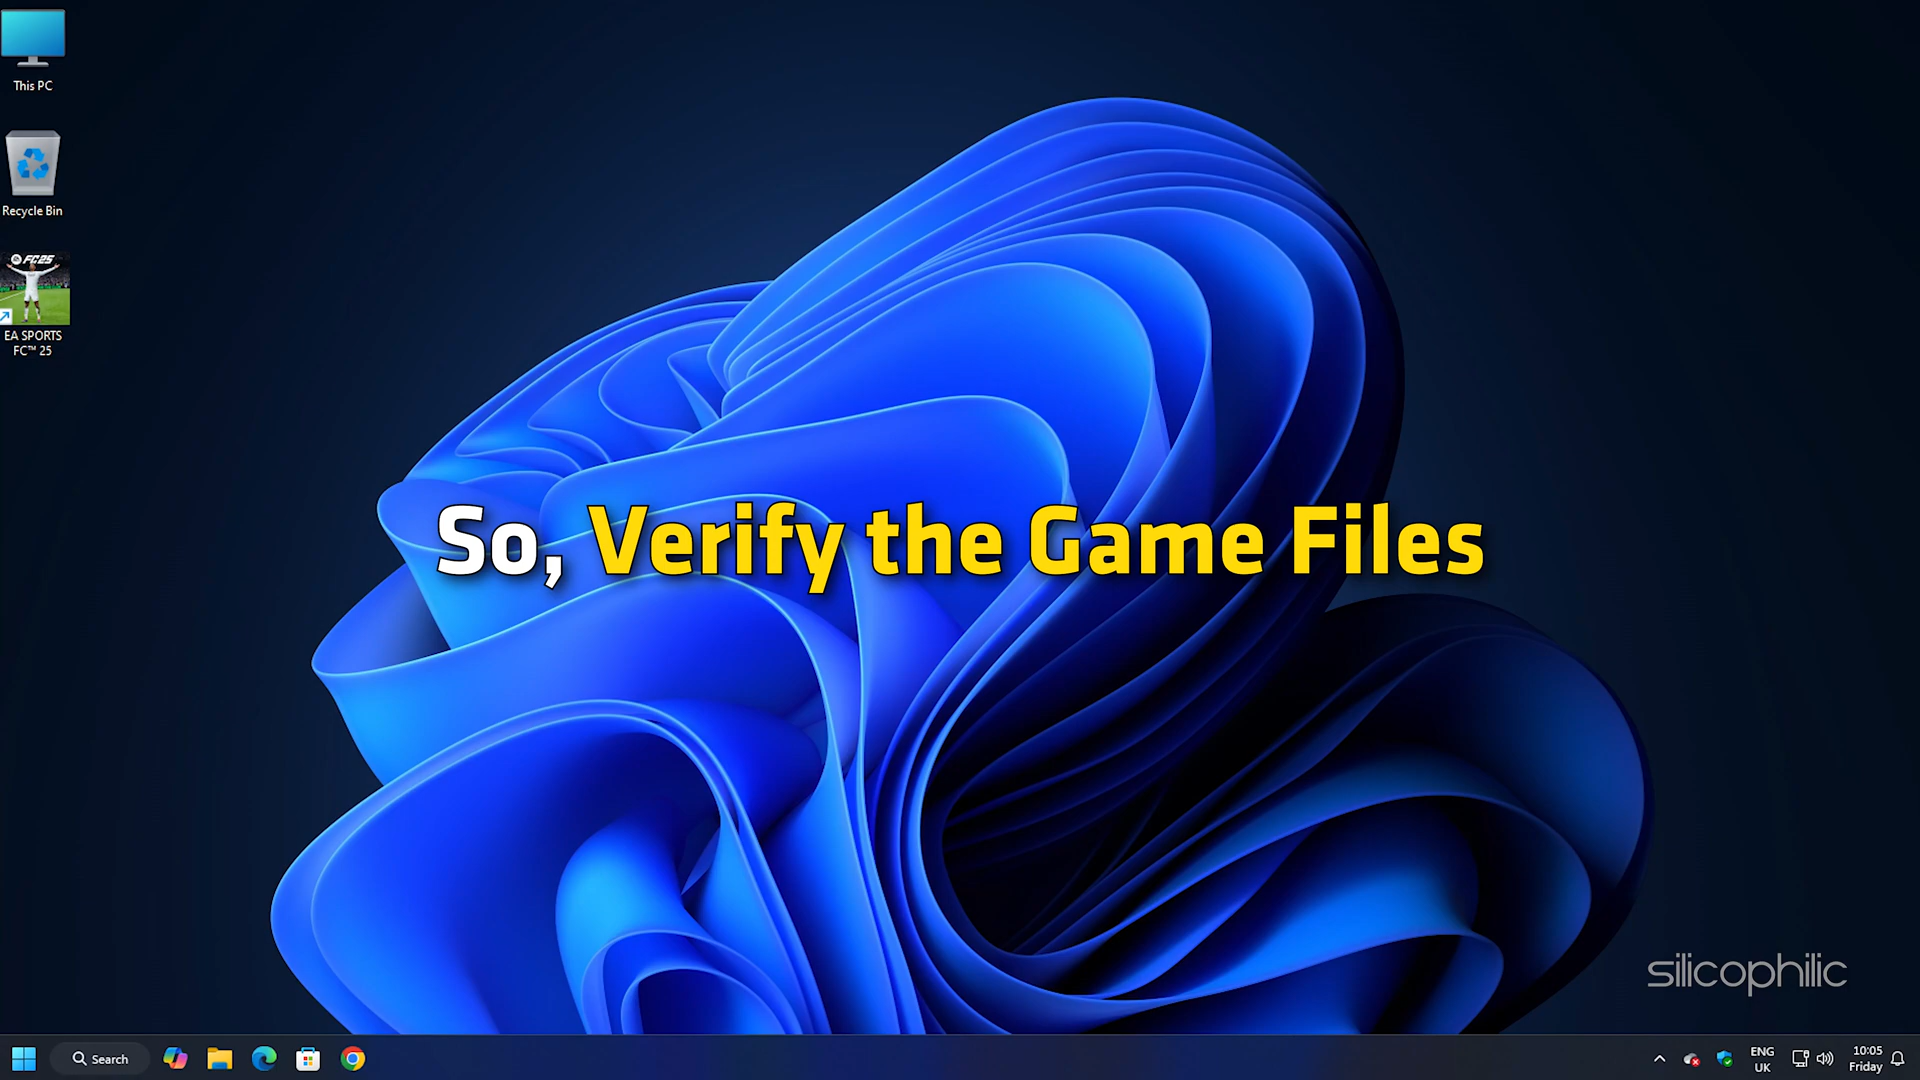 This PC
Recycle Bin
FC25
EA SPORTS
FC™ 25
So, Verify the Game Files
silicophilic
Search
ENG
UK
10:05
Friday